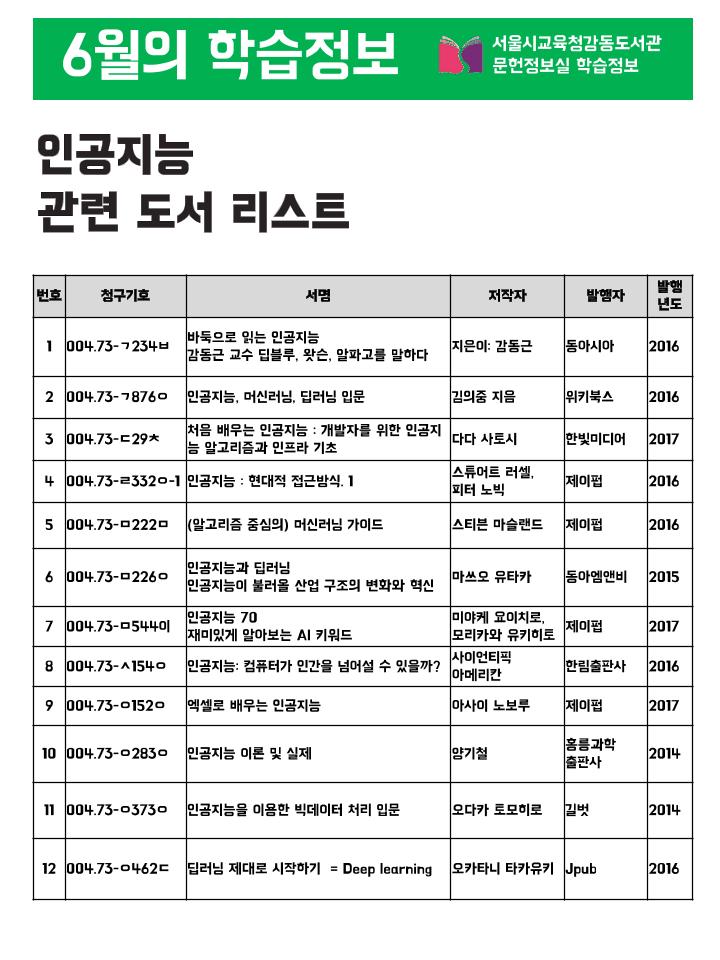 6월의 학습정보
서울시교육청강동도서관
문헌정보실 학습정보
인공지능
관련 도서 리스트
번호 청구기호 서명 저작자 발행자 발행
년도
1 004.73-ㄱ234ㅂ 바둑으로 읽는 인공지능
감동근 교수 딥블루, 왓슨, 알파고를 말하다 지은이: 감동근 동아시아 2016
2 004.73-ㄱ876ㅇ 인공지능, 머신러닝, 딥러닝 입문 김의중 지음 위키북스 2016
3 004.73-ㄷ29ㅊ 처음 배우는 인공지능 : 개발자를 위한 인공지
능 알고리즘과 인프라 기초 다다 사토시 한빛미디어 2017
4 004.73-ㄹ332ㅇ-1 인공지능 : 현대적 접근방식. 1 스튜어트 러셀,
피터 노빅 제이펍 2016
5 004.73-ㅁ222ㅁ (알고리즘 중심의) 머신러닝 가이드 스티븐 마슬랜드 제이펍 2016
6 004.73-ㅁ226ㅇ 인공지능과 딥러닝
인공지능이 불러올 산업 구조의 변화와 혁신 마쓰오 유타카 동아엠앤비 2015
7 004.73-ㅁ544이 인공지능 70
재미있게 알아보는 AI 키워드 미야케 요이치로,
모리카와 유키히토 제이펍 2017
8 004.73-ㅅ154ㅇ 인공지능: 컴퓨터가 인간을 넘어설 수 있을까? 사이언티픽
아메리칸 한림출판사 2016
9 004.73-ㅇ152ㅇ 엑셀로 배우는 인공지능 아사이 노보루 제이펍 2017
10 004.73-ㅇ283ㅇ 인공지능 이론 및 실제 양기철 홍릉과학
출판사 2014
11 004.73-ㅇ373ㅇ 인공지능을 이용한 빅데이터 처리 입문 오다카 토모히로 길벗 2014
12 004.73-ㅇ462ㄷ 딥러닝 제대로 시작하기 = Deep learning 오카타니 타카유키 Jpub 2016